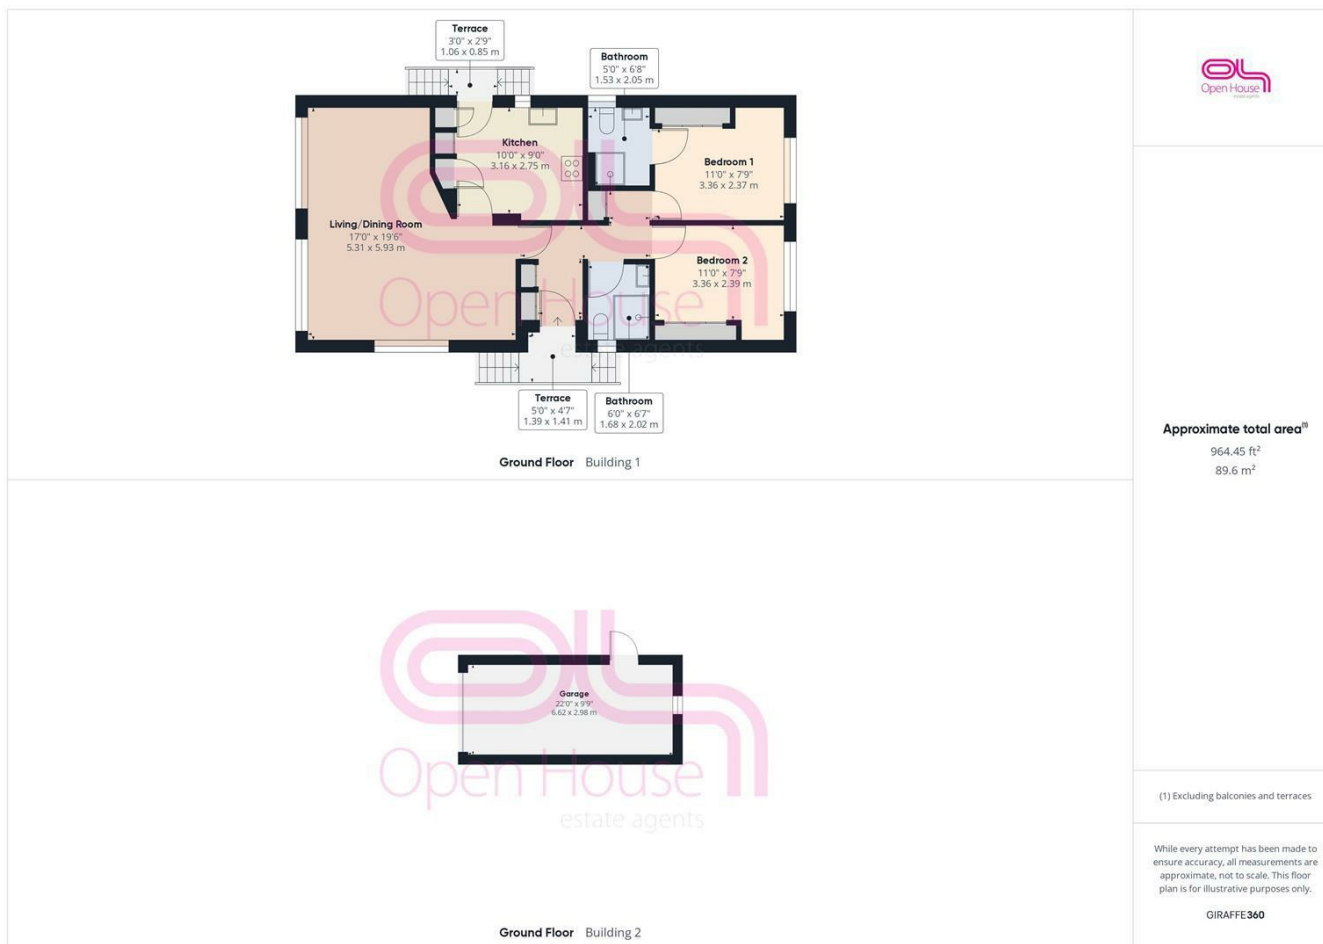 Terrace
3'0" x 2'9"
1.06 x 0.85 m
Bathroom
5'0" x 6'8"
1.53 x 2.05 m
Kitchen
10'0" x 9'0"
3.16 x 2.75 m
Bedroom 1
11'0" x 7'9"
3.36 x 2.37 m
Living/Dining Room
17'0" x 19'6"
5.31 x 5.93 m
Bedroom 2
11'0" x 7'9"
3.36 x 2.39 m
Open House
estate agents
Terrace
5'0" x 4'7"
1.39 x 1.41 m
Bathroom
6'0" x 6'7"
1.68 x 2.02 m
Ground Floor Building 1
Garage
22'0" x 9'9"
6.62 x 2.98 m
Open House
estate agents
Ground Floor Building 2
Open House
estate agents
Approximate total area(1)
964.45 ft²
89.6 m²
(1) Excluding balconies and terraces
While every attempt has been made to
ensure accuracy, all measurements are
approximate, not to scale. This floor
plan is for illustrative purposes only.
GIRAFFE360